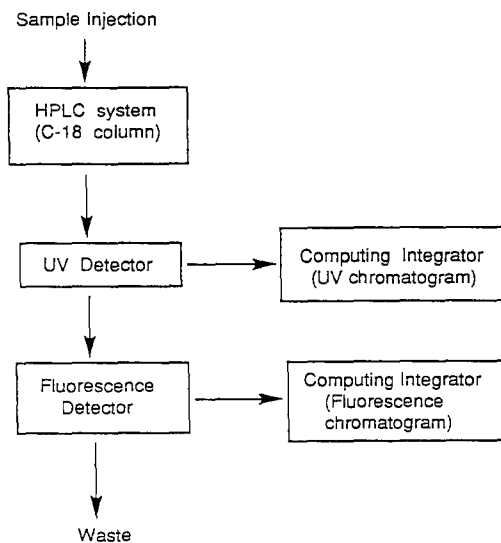 Sample Injection
HPLC system
(C-18 column)
UV Detector
Computing Integrator
(UV chromatogram)
Fluorescence
Detector
Computing Integrator
(Fluorescence
chromatogram)
Waste